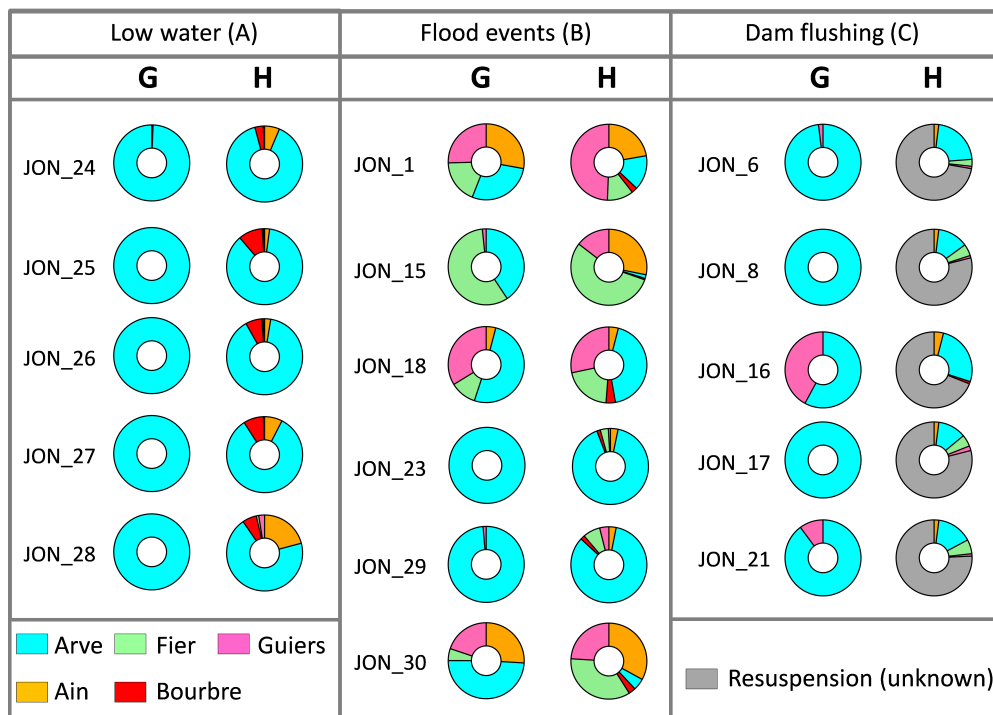 Low water (A)
Flood events (B)
Dam flushing (C)
G H
G H
G H
JON_24
JON_25
JON_26
JON_27
JON_28
JON_1
JON_15
JON_18
JON_23
JON_29
JON_30
JON_6
JON_8
JON_16
JON_17
JON_21
Arve Fier Guiers
Ain Bourbre
Resuspension (unknown)